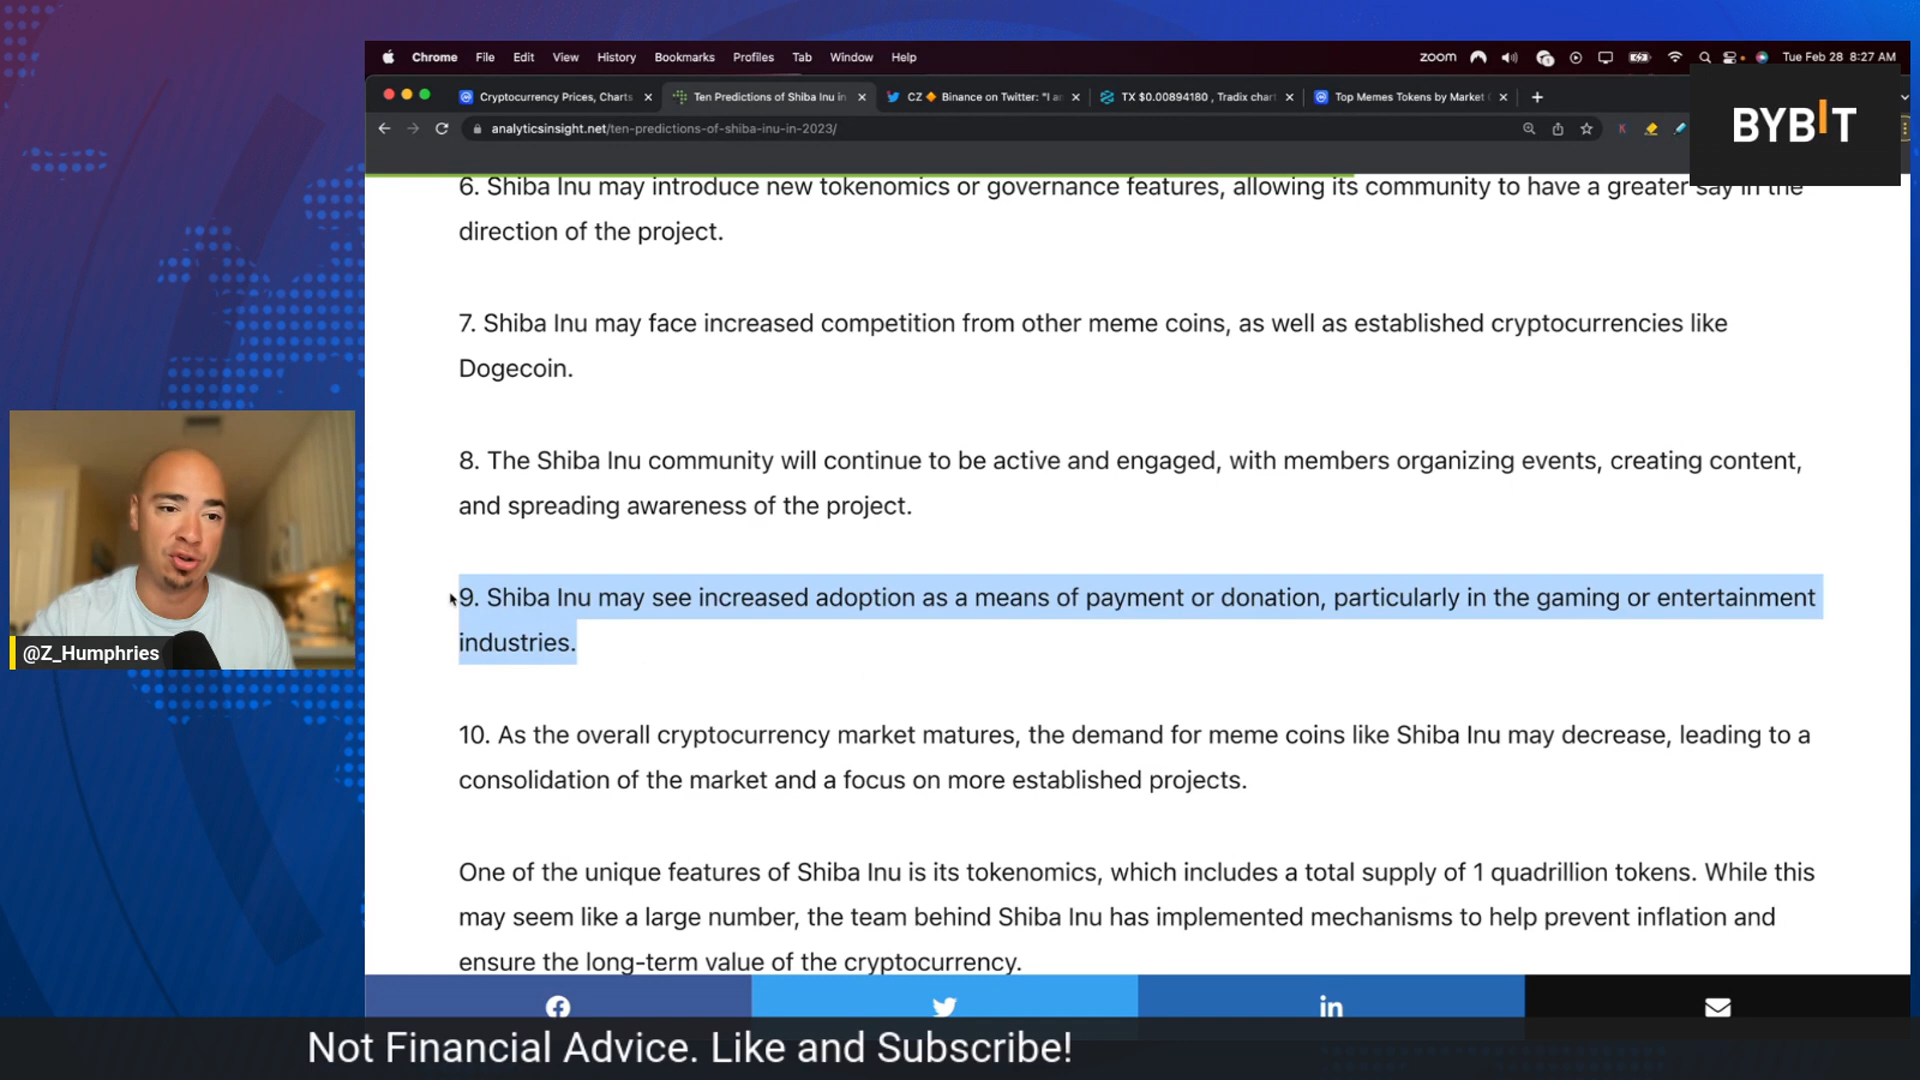 Chrome File Edit View History Bookmarks Profiles Tab Window Help
zoom Tue Feb 28 8:27 AM
Cryptocurrency Prices, Charts
Ten Predictions of Shiba Inu in
CZ Binance on Twitter: "I a
TX $0.00894180 , Tradix chart
Top Memes Tokens by Market
analyticsinsight.net/ten-predictions-of-shiba-inu-in-2023/
BYBIT
6. Shiba Inu may introduce new tokenomics or governance features, allowing its community to have a greater say in the
direction of the project.
7. Shiba Inu may face increased competition from other meme coins, as well as established cryptocurrencies like
Dogecoin.
8. The Shiba Inu community will continue to be active and engaged, with members organizing events, creating content,
and spreading awareness of the project.
9. Shiba Inu may see increased adoption as a means of payment or donation, particularly in the gaming or entertainment
industries.
10. As the overall cryptocurrency market matures, the demand for meme coins like Shiba Inu may decrease, leading to a
consolidation of the market and a focus on more established projects.
One of the unique features of Shiba Inu is its tokenomics, which includes a total supply of 1 quadrillion tokens. While this
may seem like a large number, the team behind Shiba Inu has implemented mechanisms to help prevent inflation and
ensure the long-term value of the cryptocurrency.
@Z_Humphries
Not Financial Advice. Like and Subscribe!